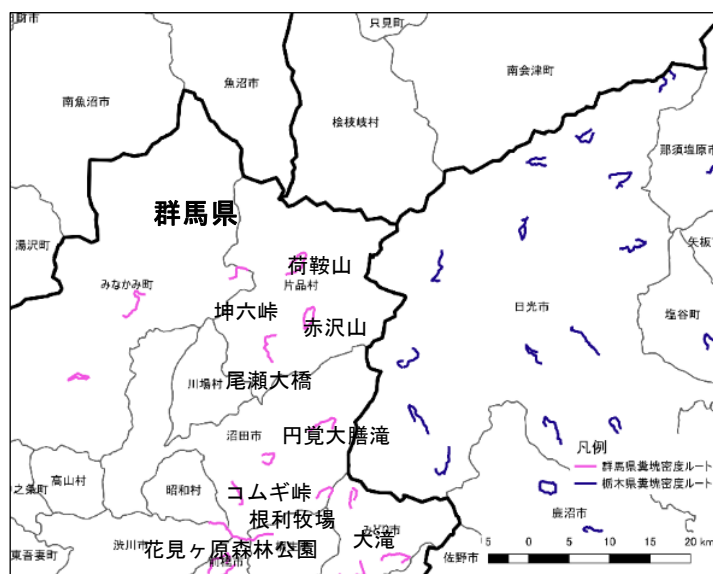 只見町
魚沼市
南会津町
南魚沼市
桧枝岐村
那須塩原市
群馬県
湯沢町
矢板市
荷鞍山
みなかみ町
片品村
日光市
坤六峠
赤沢山
塩谷町
尾瀬大橋
川場村
沼田市
円覚大膳滝
凡例
群馬県糞塊密度ルート
栃木県糞塊密度ルート
高山村
昭和村
コムギ峠
鹿沼市
根利牧場
東吾妻町
渋川市
花見ヶ原森林公園
犬滝
みどり市
佐野市
5 0 5 10 15 20 km